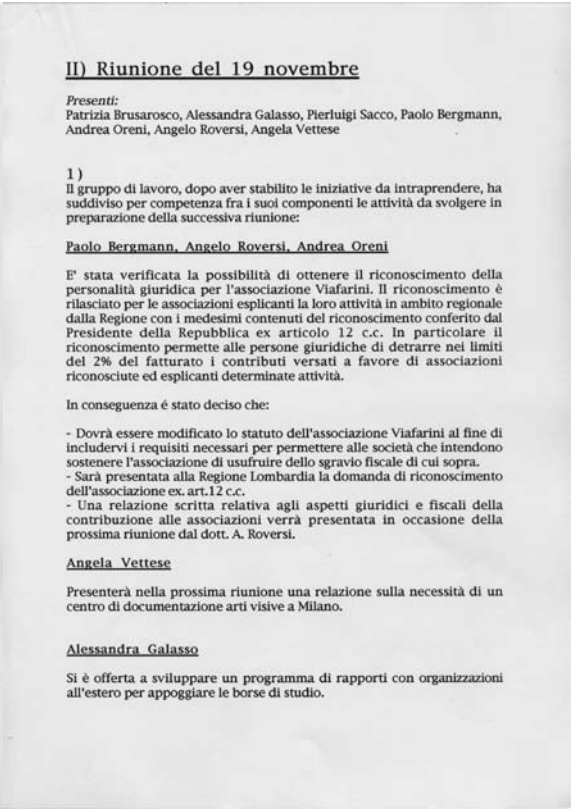 II) Riunione del 19 novembre
Presenti:
Patrizia Brusarosco, Alessandra Galasso, Pierluigi Sacco, Paolo Bergmann,
Andrea Oreni, Angelo Roversi, Angela Vettese
1)
Il gruppo di lavoro, dopo aver stabilito le iniziative da intraprendere, ha
suddiviso per competenza fra i suoi componenti le attività da svolgere in
preparazione della successiva riunione:
Paolo Bergmann, Angelo Roversi, Andrea Oreni
E' stata verificata la possibilità di ottenere il riconoscimento della
personalità giuridica per l'associazione Viafarini. Il riconoscimento è
rilasciato per le associazioni esplicanti la loro attività in ambito regionale
dalla Regione con i medesimi contenuti del riconoscimento conferito dal
Presidente della Repubblica ex articolo 12 c.c. In particolare il
riconoscimento permette alle persone giuridiche di detrarre nei limiti
del 2% del fatturato i contributi versati a favore di associazioni
riconosciute ed esplicanti determinate attività.
In conseguenza é stato deciso che:
- Dovrà essere modificato lo statuto dell'associazione Viafarini al fine di
includervi i requisiti necessari per permettere alle società che intendono
sostenere l'associazione di usufruire dello sgravio fiscale di cui sopra.
- Sarà presentata alla Regione Lombardia la domanda di riconoscimento
dell'associazione ex. art.12 c.c.
- Una relazione scritta relativa agli aspetti giuridici e fiscali della
contribuzione alle associazioni verrà presentata in occasione della
prossima riunione dal dott. A. Roversi.
Angela Vettese
Presenterà nella prossima riunione una relazione sulla necessità di un
centro di documentazione arti visive a Milano.
Alessandra Galasso
Si è offerta a sviluppare un programma di rapporti con organizzazioni
all'estero per appoggiare le borse di studio.